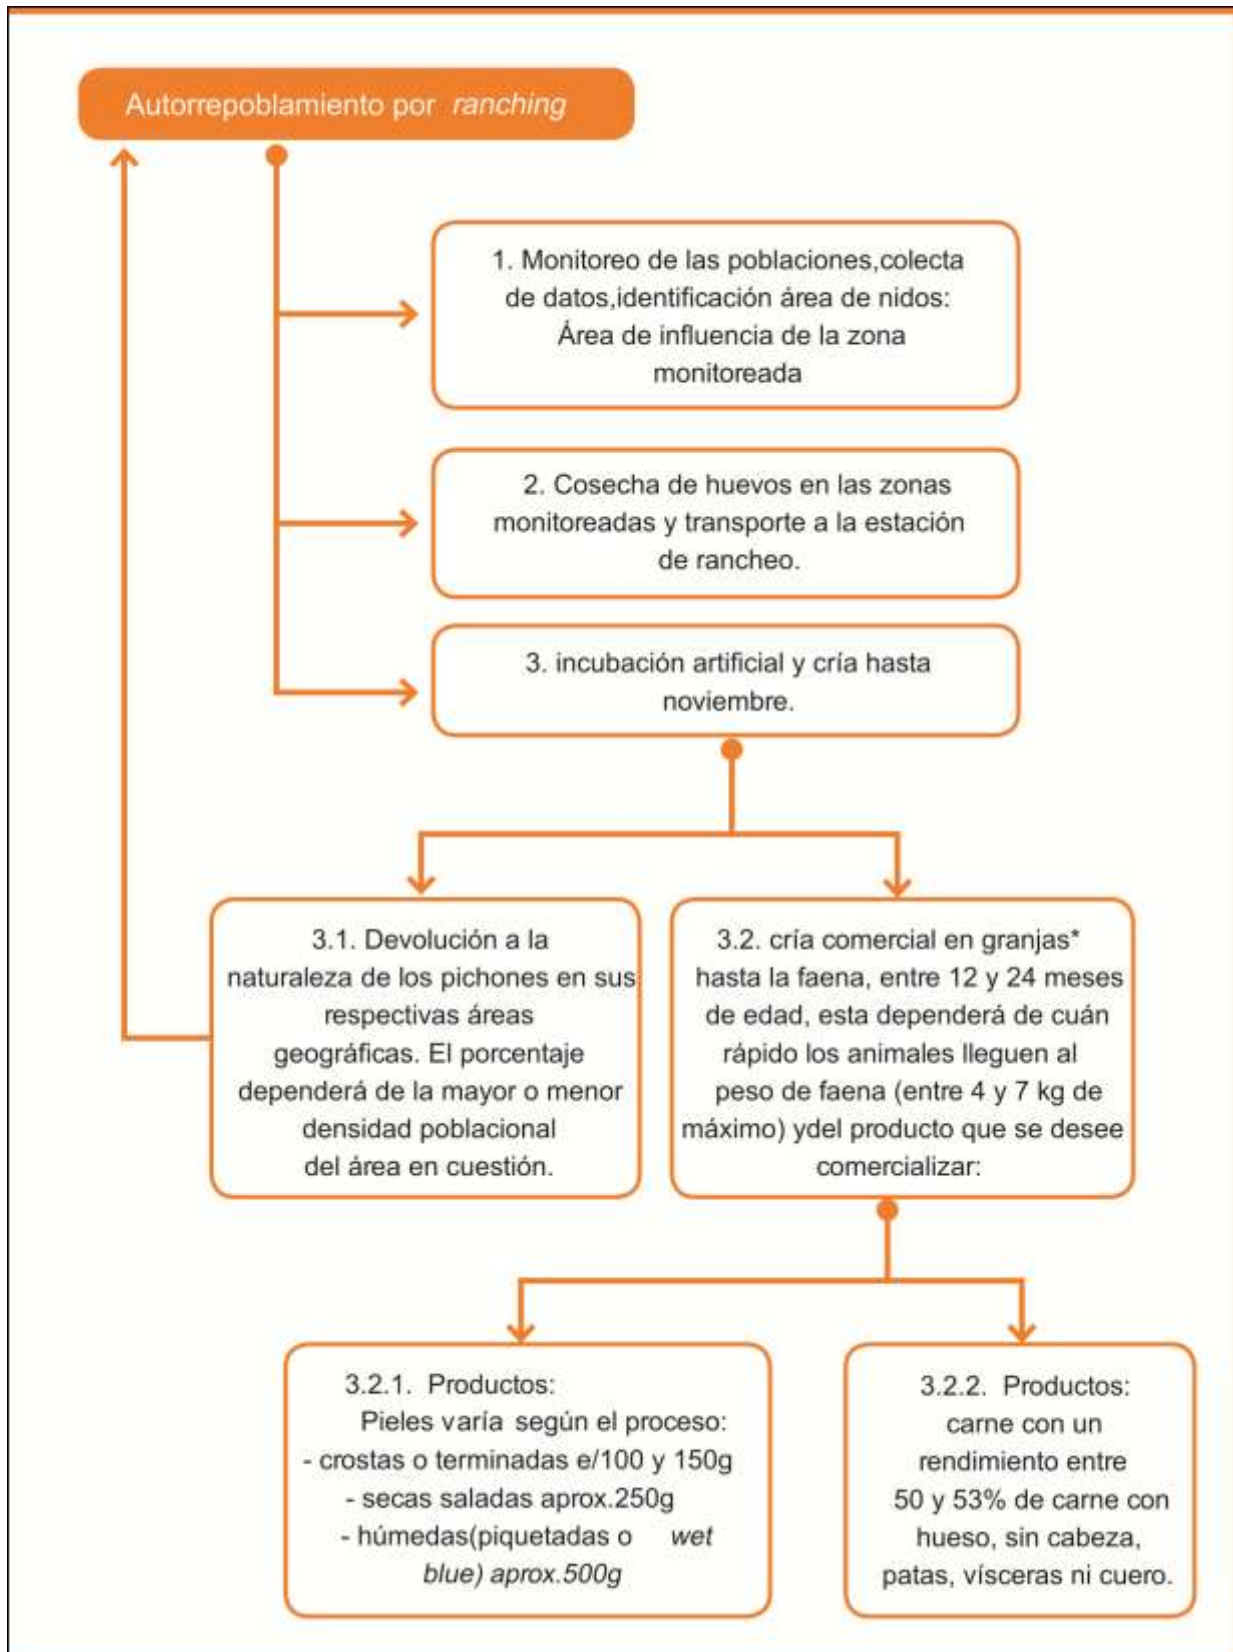 Autorrepoblamiento por ranching
1. Monitoreo de las poblaciones,colecta
de datos,identificación área de nidos:
Área de influencia de la zona
monitoreada
2. Cosecha de huevos en las zonas
monitoreadas y transporte a la estación
de rancheo.
3. incubación artificial y cría hasta
noviembre.
3.1. Devolución a la
naturaleza de los pichones en sus
respectivas áreas
geográficas. El porcentaje
dependerá de la mayor o menor
densidad poblacional
del área en cuestión.
3.2. cría comercial en granjas*
hasta la faena, entre 12 y 24 meses
de edad, esta dependerá de cuán
rápido los animales lleguen al
peso de faena (entre 4 y 7 kg de
máximo) ydel producto que se desee
comercializar:
3.2.1. Productos:
Pieles varía según el proceso:
- crostas o terminadas e/100 y 150g
- secas saladas aprox.250g
- húmedas(piquetadas o wet
blue) aprox.500g
3.2.2. Productos:
carne con un
rendimiento entre
50 y 53% de carne con
hueso, sin cabeza,
patas, vísceras ni cuero.